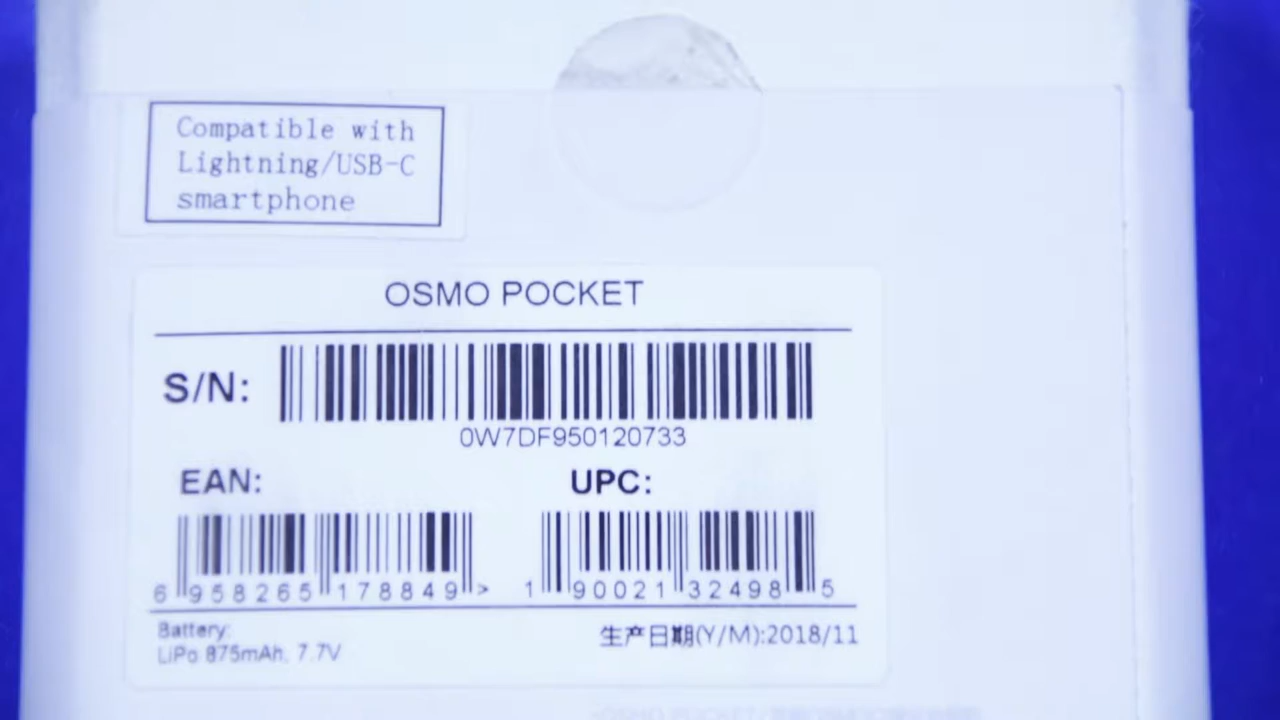 Compatible with
Lightning/USB-C
smartphone
OSMO POCKET
S/N:
0W7DF950120733
EAN:
UPC:
6 958265 178849 >
1 90021 32498 5
Battery:
LiPo 875mAh, 7.7V
生产日期(Y/M):2018/11